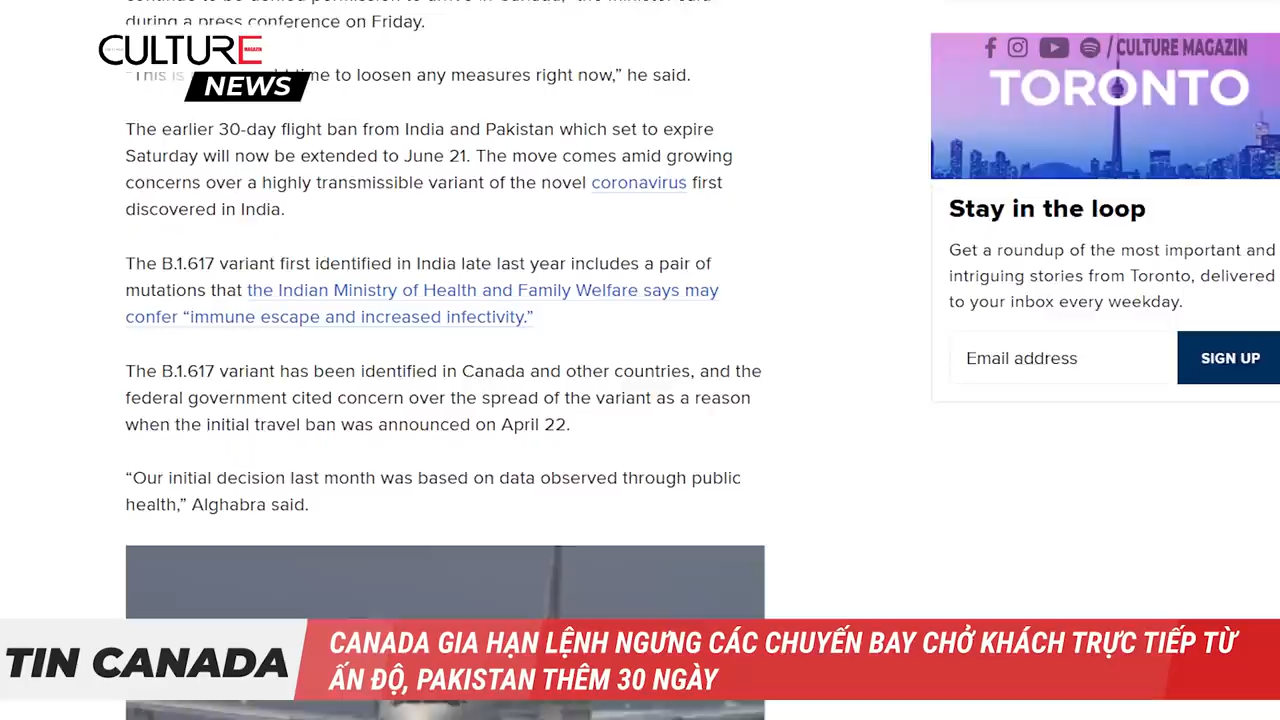 during a press conference on Friday.
CULTURE
NEWS
"This is time to loosen any measures right now," he said.
The earlier 30-day flight ban from India and Pakistan which set to expire
Saturday will now be extended to June 21. The move comes amid growing
concerns over a highly transmissible variant of the novel coronavirus first
discovered in India.
The B.1.617 variant first identified in India late last year includes a pair of
mutations that the Indian Ministry of Health and Family Welfare says may
confer “immune escape and increased infectivity.”
The B.1.617 variant has been identified in Canada and other countries, and the
federal government cited concern over the spread of the variant as a reason
when the initial travel ban was announced on April 22.
“Our initial decision last month was based on data observed through public
health,” Alghabra said.
/CULTURE MAGAZIN
TORONTO
Stay in the loop
Get a roundup of the most important and
intriguing stories from Toronto, delivered
to your inbox every weekday.
Email address
SIGN UP
TIN CANADA
CANADA GIA HẠN LỆNH NGƯNG CÁC CHUYẾN BAY CHỞ KHÁCH TRỰC TIẾP TỪ
ẤN ĐỘ, PAKISTAN THÊM 30 NGÀY